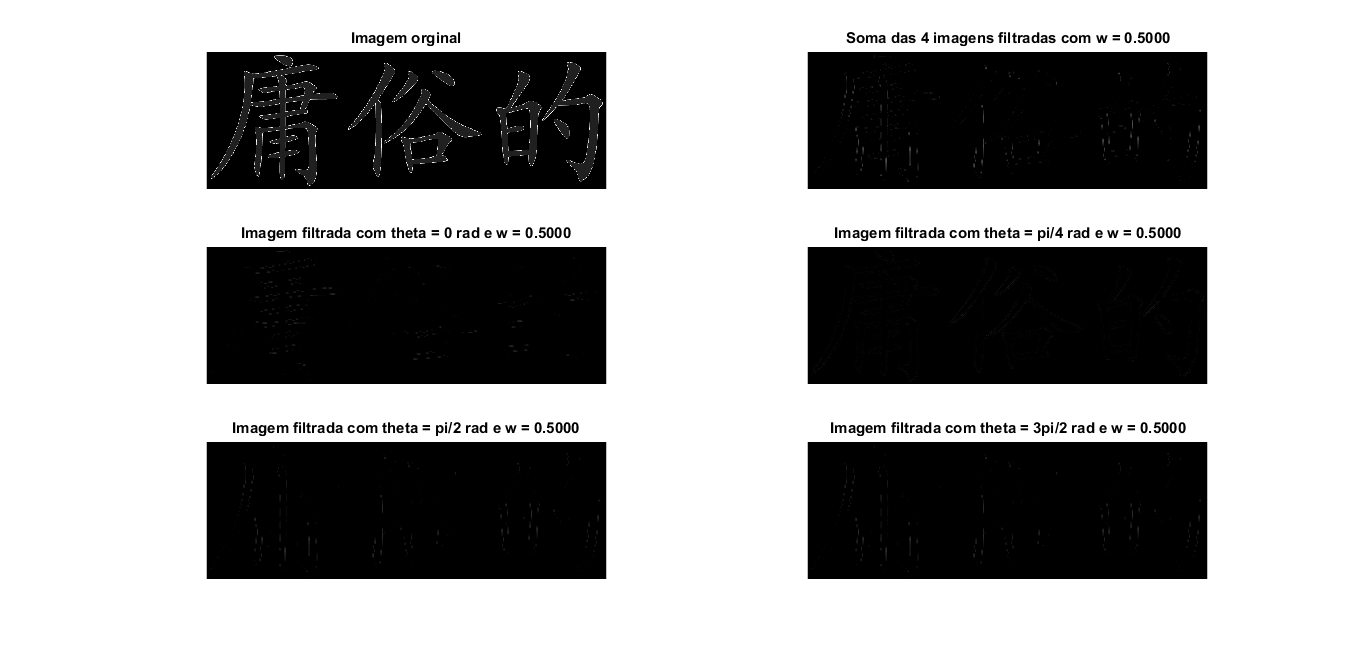 Imagem orginal
庸俗的
Soma das 4 imagens filtradas com w = 0.5000
Imagem filtrada com theta = 0 rad e w = 0.5000
Imagem filtrada com theta = pi/4 rad e w = 0.5000
Imagem filtrada com theta = pi/2 rad e w = 0.5000
Imagem filtrada com theta = 3pi/2 rad e w = 0.5000